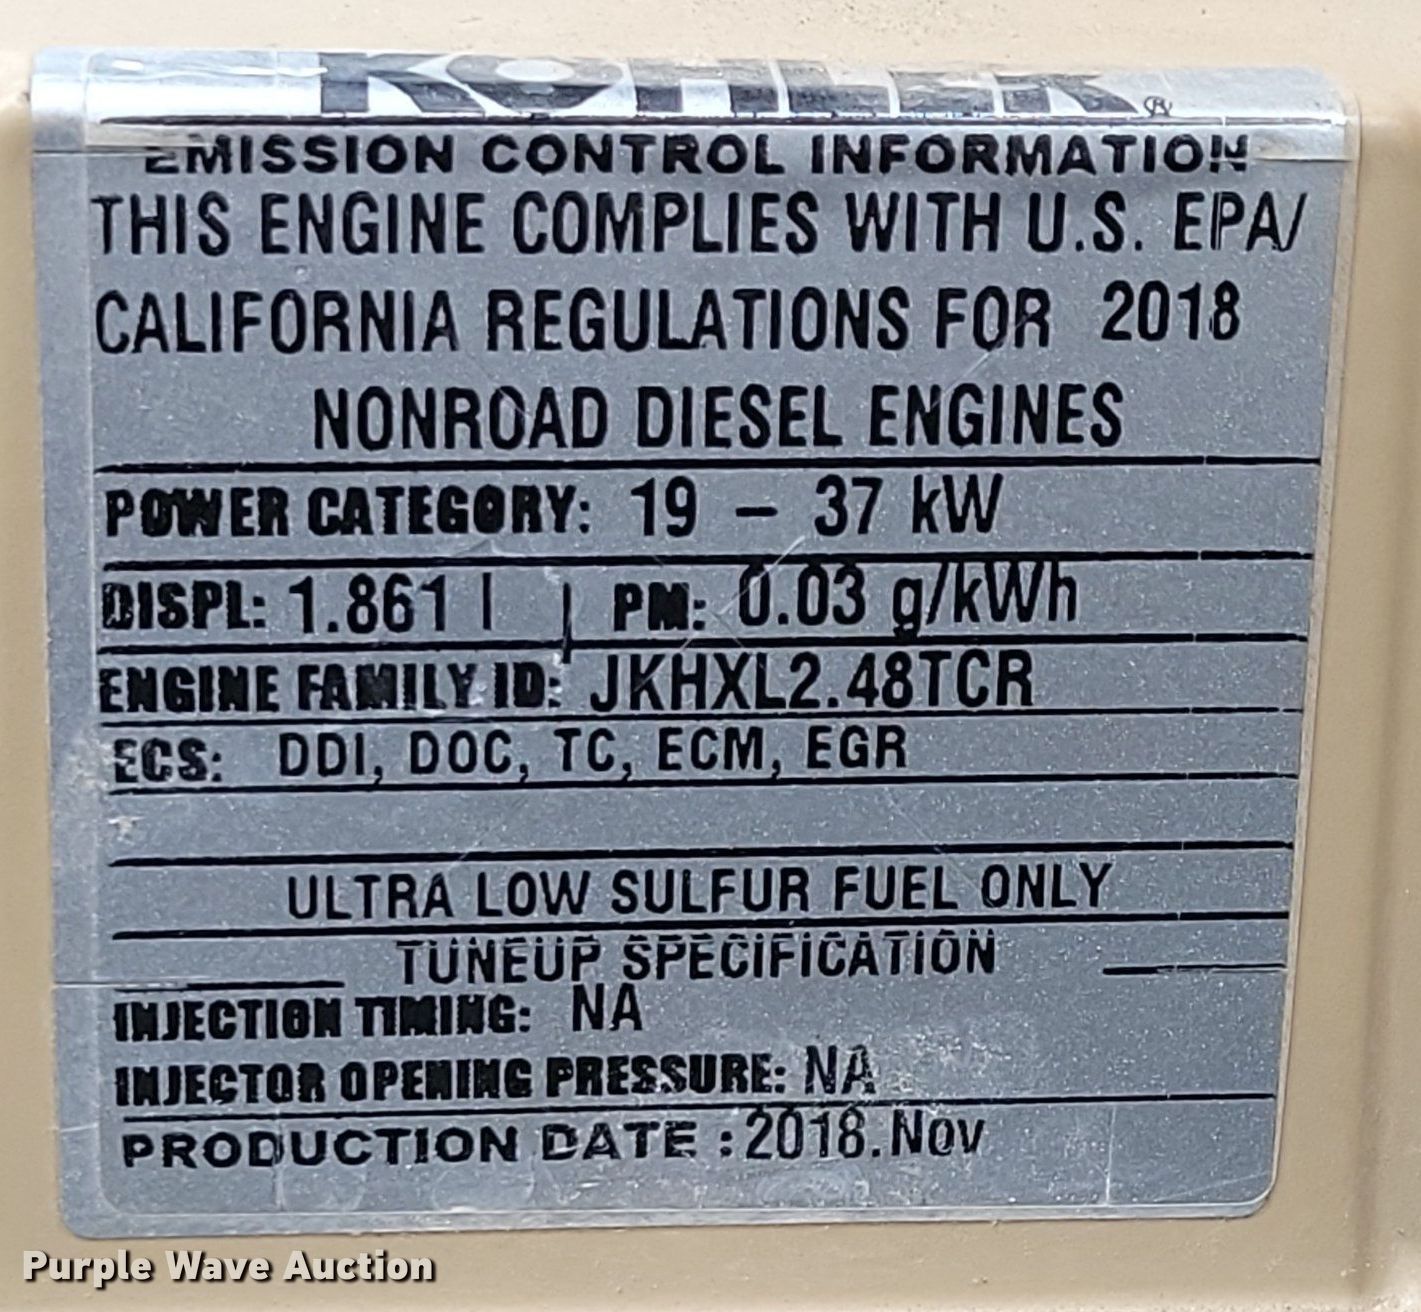 KOHLER®
EMISSION CONTROL INFORMATION
THIS ENGINE COMPLIES WITH U.S. EPA/
CALIFORNIA REGULATIONS FOR 2018
NONROAD DIESEL ENGINES
POWER CATEGORY: 19 – 37 kW
DISPL: 1.861 l | PM: 0.03 g/kWh
ENGINE FAMILY ID: JKHXL2.48TCR
ECS: DDI, DOC, TC, ECM, EGR
ULTRA LOW SULFUR FUEL ONLY
TUNEUP SPECIFICATION
INJECTION TIMING: NA
INJECTOR OPENING PRESSURE: NA
PRODUCTION DATE :2018.Nov
Purple Wave Auction